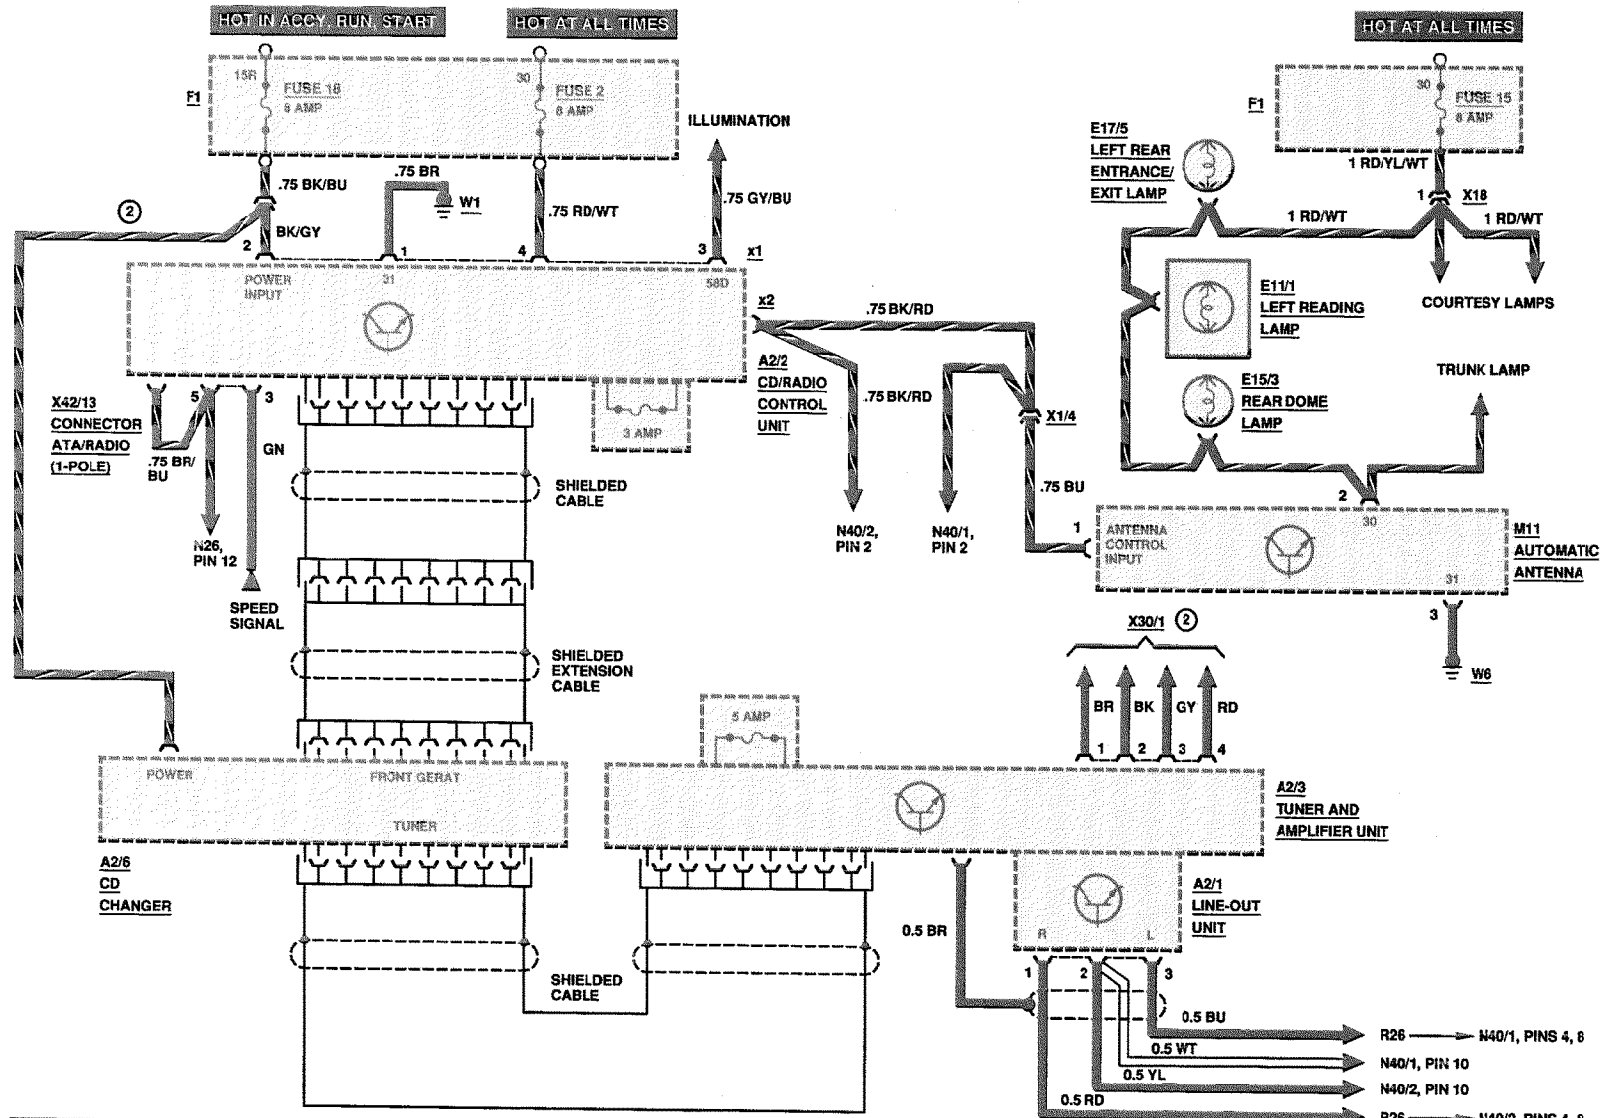 HOT IN ACCY, RUN, START
HOT AT ALL TIMES
HOT AT ALL TIMES
F1
15R
FUSE 18
8 AMP
30
FUSE 2
8 AMP
ILLUMINATION
F1
30
FUSE 15
8 AMP
E17/5
LEFT REAR
ENTRANCE/
EXIT LAMP
1 RD/YL/WT
1
X18
1 RD/WT
1 RD/WT
.75 BK/BU
.75 BR
W1
.75 RD/WT
.75 GY/BU
2
BK/GY
2
1
4
3
x1
POWER
INPUT
31
58D
x2
.75 BK/RD
E11/1
LEFT READING
LAMP
COURTESY LAMPS
A2/2
CD/RADIO
CONTROL
UNIT
.75 BK/RD
X1/4
E15/3
REAR DOME
LAMP
TRUNK LAMP
X42/13
CONNECTOR
ATA/RADIO
(1-POLE)
5
3
3 AMP
.75 BR/
BU
GN
SHIELDED
CABLE
.75 BU
N40/2,
PIN 2
N40/1,
PIN 2
N26,
PIN 12
SPEED
SIGNAL
1
ANTENNA
CONTROL
INPUT
2
30
31
M11
AUTOMATIC
ANTENNA
3
W6
SHIELDED
EXTENSION
CABLE
X30/1
2
BR
BK
GY
RD
1
2
3
4
5 AMP
POWER
FRONT GERAT
TUNER
A2/6
CD
CHANGER
A2/3
TUNER AND
AMPLIFIER UNIT
A2/1
LINE-OUT
UNIT
R
L
0.5 BR
1
2
3
SHIELDED
CABLE
0.5 BU
0.5 WT
0.5 YL
0.5 RD
R26
N40/1, PINS 4, 8
N40/1, PIN 10
N40/2, PIN 10
R26
N40/2, PINS 4, 8